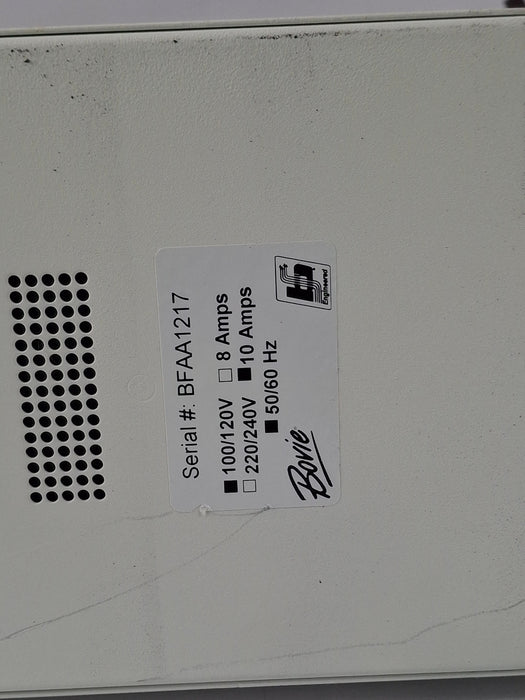 Serial #: BFAA1217
■ 100/120V □ 8 Amps
□ 220/240V ■ 10 Amps
■ 50/60 Hz
Bovie
Engineered